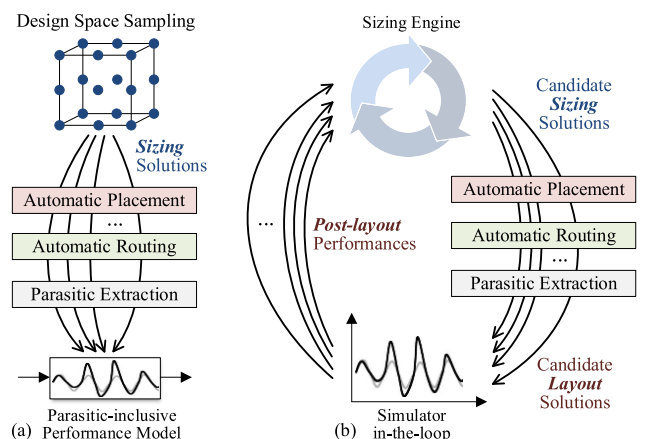 Design Space Sampling
Sizing
Solutions
Automatic Placement
...
Automatic Routing
Parasitic Extraction
(a) Parasitic-inclusive
Performance Model
Sizing Engine
Candidate
Sizing
Solutions
...
Post-layout
Performances
Automatic Placement
Automatic Routing
...
Parasitic Extraction
Candidate
Layout
Solutions
(b) Simulator
in-the-loop